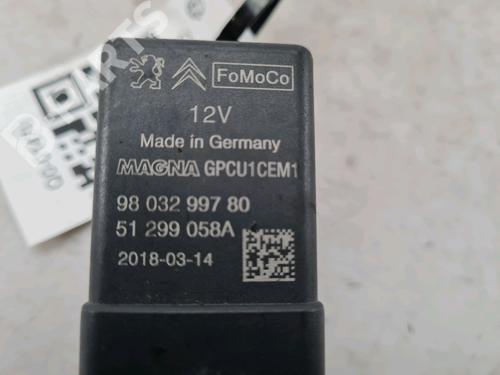 FoMoCo
12V
Made in Germany
MAGNA GPCU1CEM1
98 032 997 80
51 299 058A
2018-03-14